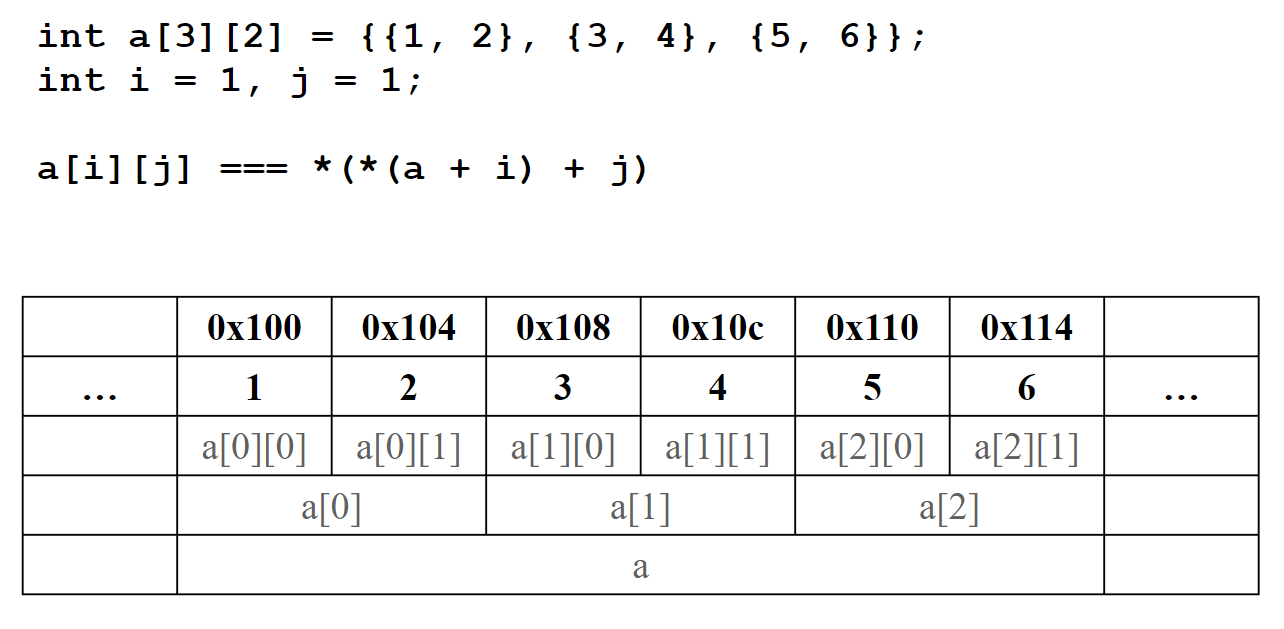 int a[3][2] = {{1, 2}, {3, 4}, {5, 6}};
int i = 1, j = 1;
a[i][j] === *(*(a + i) + j)
0x100 0x104 0x108 0x10c 0x110 0x114
... 1 2 3 4 5 6 ...
a[0][0] a[0][1] a[1][0] a[1][1] a[2][0] a[2][1]
a[0] a[1] a[2]
a